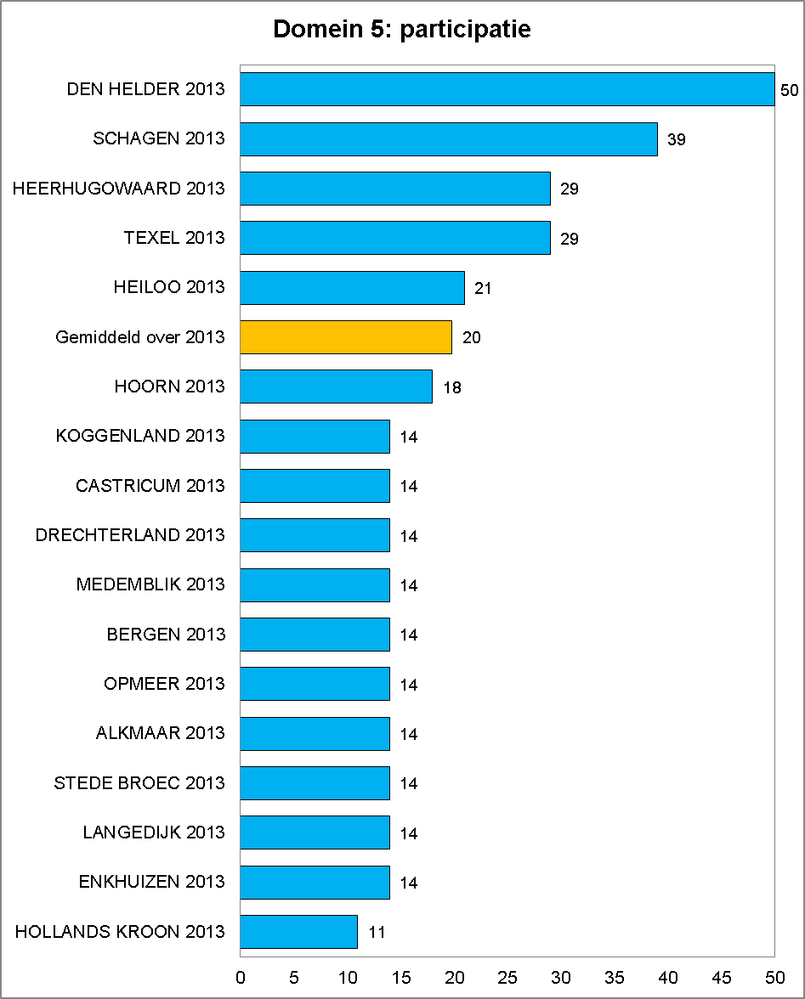 Domein 5: participatie
DEN HELDER 2013 50
SCHAGEN 2013 39
HEERHUGOWAARD 2013 29
TEXEL 2013 29
HEILOO 2013 21
Gemiddeld over 2013 20
HOORN 2013 18
KOGGENLAND 2013 14
CASTRICUM 2013 14
DRECHTERLAND 2013 14
MEDEMBLIK 2013 14
BERGEN 2013 14
OPMEER 2013 14
ALKMAAR 2013 14
STEDE BROEC 2013 14
LANGEDIJK 2013 14
ENKHUIZEN 2013 14
HOLLANDS KROON 2013 11
0 5 10 15 20 25 30 35 40 45 50